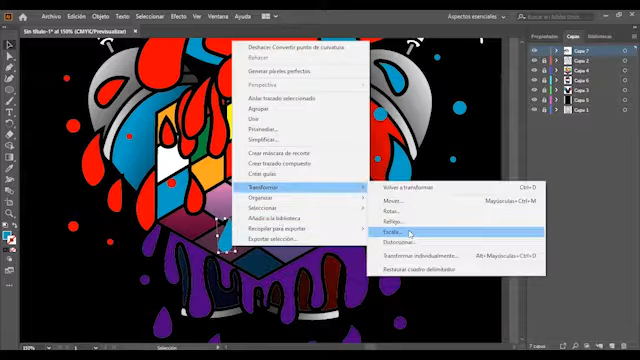 Archivo Edición Objeto Texto Seleccionar Efecto Ver Ventana Ayuda
Aspectos esenciales
Sin título-1* al 150% (CMYK/Previsualizar)
Propiedades Capas Bibliotecas
Deshacer Convertir punto de curvatura
Rehacer
Generar píxeles perfectos
Perspectiva
Aislar trazado seleccionado
Agrupar
Unir
Promediar...
Simplificar...
Crear máscara de recorte
Crear trazado compuesto
Crear guías
Transformar
Organizar
Seleccionar
Añadir a la biblioteca
Recopilar para exportar
Exportar selección...
Volver a transformar Ctrl+D
Mover... Mayúsculas+Ctrl+M
Rotar...
Reflejo...
Escala...
Distorsionar...
Transformar individualmente... Alt+Mayúsculas+Ctrl+D
Restaurar cuadro delimitador
Capa 7
Capa 2
Capa 4
Capa 6
Capa 3
Capa 5
Capa 1
150%
1
Selección
7 capas